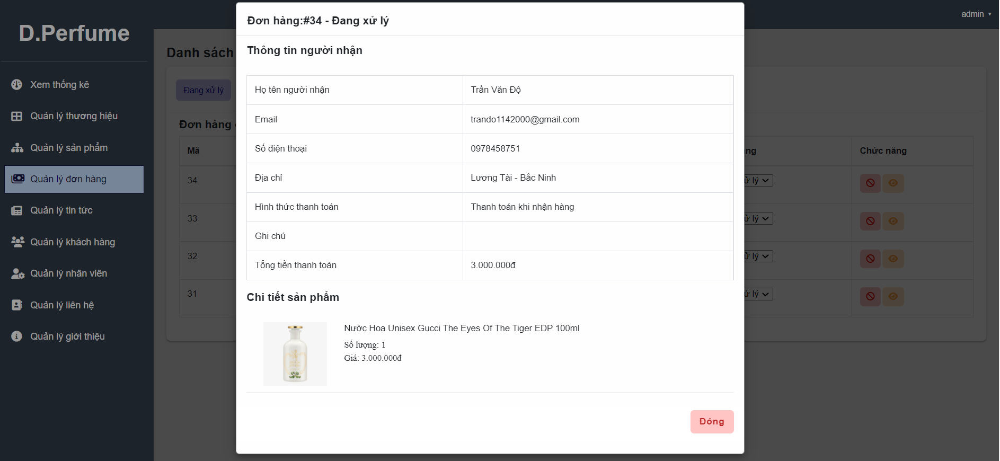 D.Perfume
admin
Xem thống kê
Quản lý thương hiệu
Quản lý sản phẩm
Quản lý đơn hàng
Quản lý tin tức
Quản lý khách hàng
Quản lý nhân viên
Quản lý liên hệ
Quản lý giới thiệu
Danh sách
Đang xử lý
Đơn hàng
Mã
Chức năng
34
ử lý
33
ử lý
32
ử lý
31
ử lý
Đơn hàng:#34 - Đang xử lý
Thông tin người nhận
Họ tên người nhận Trần Văn Độ
Email trando1142000@gmail.com
Số điện thoại 0978458751
Địa chỉ Lương Tài - Bắc Ninh
Hình thức thanh toán Thanh toán khi nhận hàng
Ghi chú
Tổng tiền thanh toán 3.000.000đ
Chi tiết sản phẩm
Nước Hoa Unisex Gucci The Eyes Of The Tiger EDP 100ml
Số lượng: 1
Giá: 3.000.000đ
Đóng